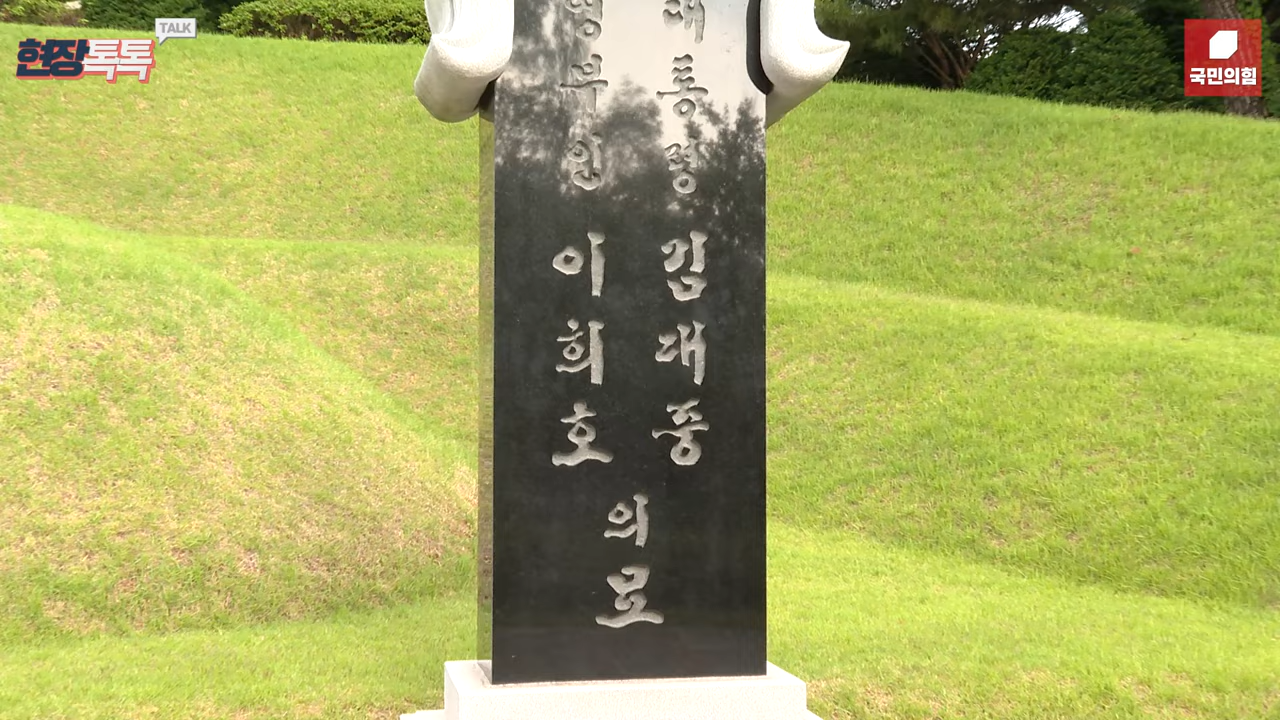 현장톡톡
TALK
국민의힘
대통령 김대중
영부인 이희호
의묘